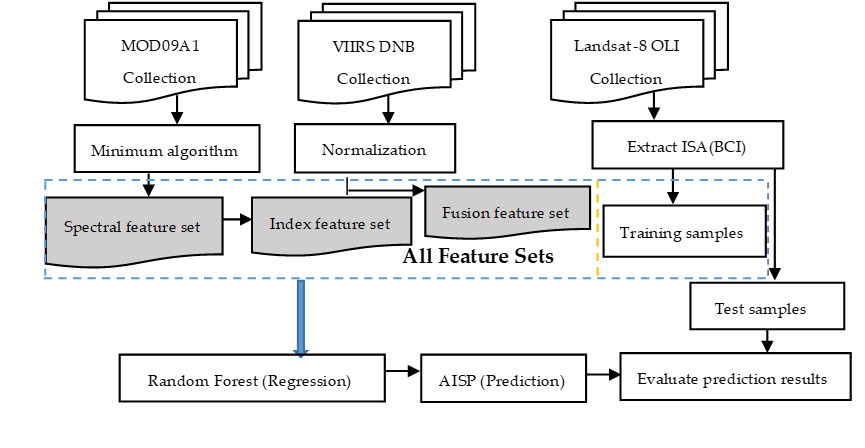 MOD09A1
Collection
VIIRS DNB
Collection
Landsat-8 OLI
Collection
Minimum algorithm
Normalization
Extract ISA(BCI)
Spectral feature set
Index feature set
Fusion feature set
Training samples
All Feature Sets
Test samples
Random Forest (Regression)
AISP (Prediction)
Evaluate prediction results